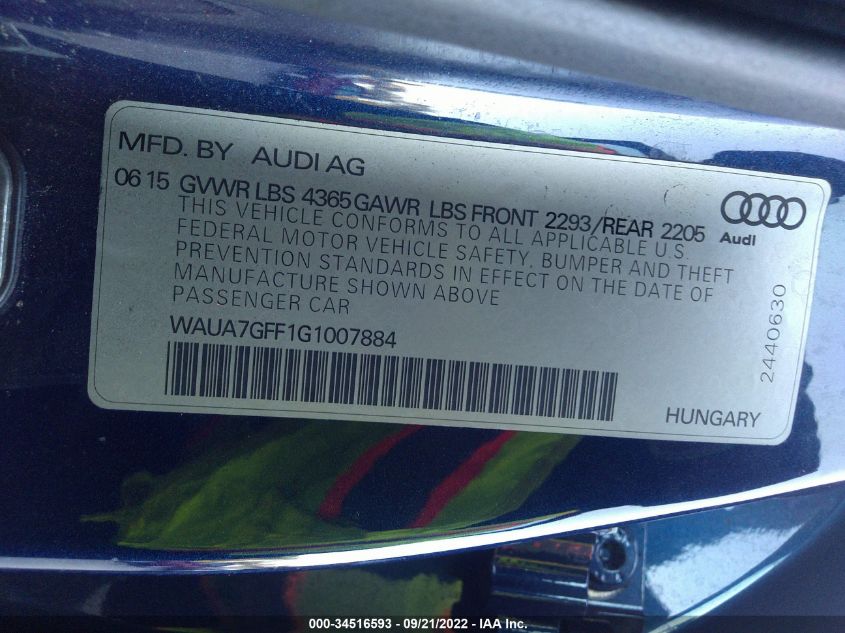 MFD. BY AUDI AG
06 15 GVWR LBS 4365 GAWR LBS FRONT 2293/REAR 2205
THIS VEHICLE CONFORMS TO ALL APPLICABLE U.S.
FEDERAL MOTOR VEHICLE SAFETY, BUMPER AND THEFT
PREVENTION STANDARDS IN EFFECT ON THE DATE OF
MANUFACTURE SHOWN ABOVE
PASSENGER CAR
Audi
WAUA7GFF1G1007884
2440630
HUNGARY
000-34516593 - 09/21/2022 - IAA Inc.